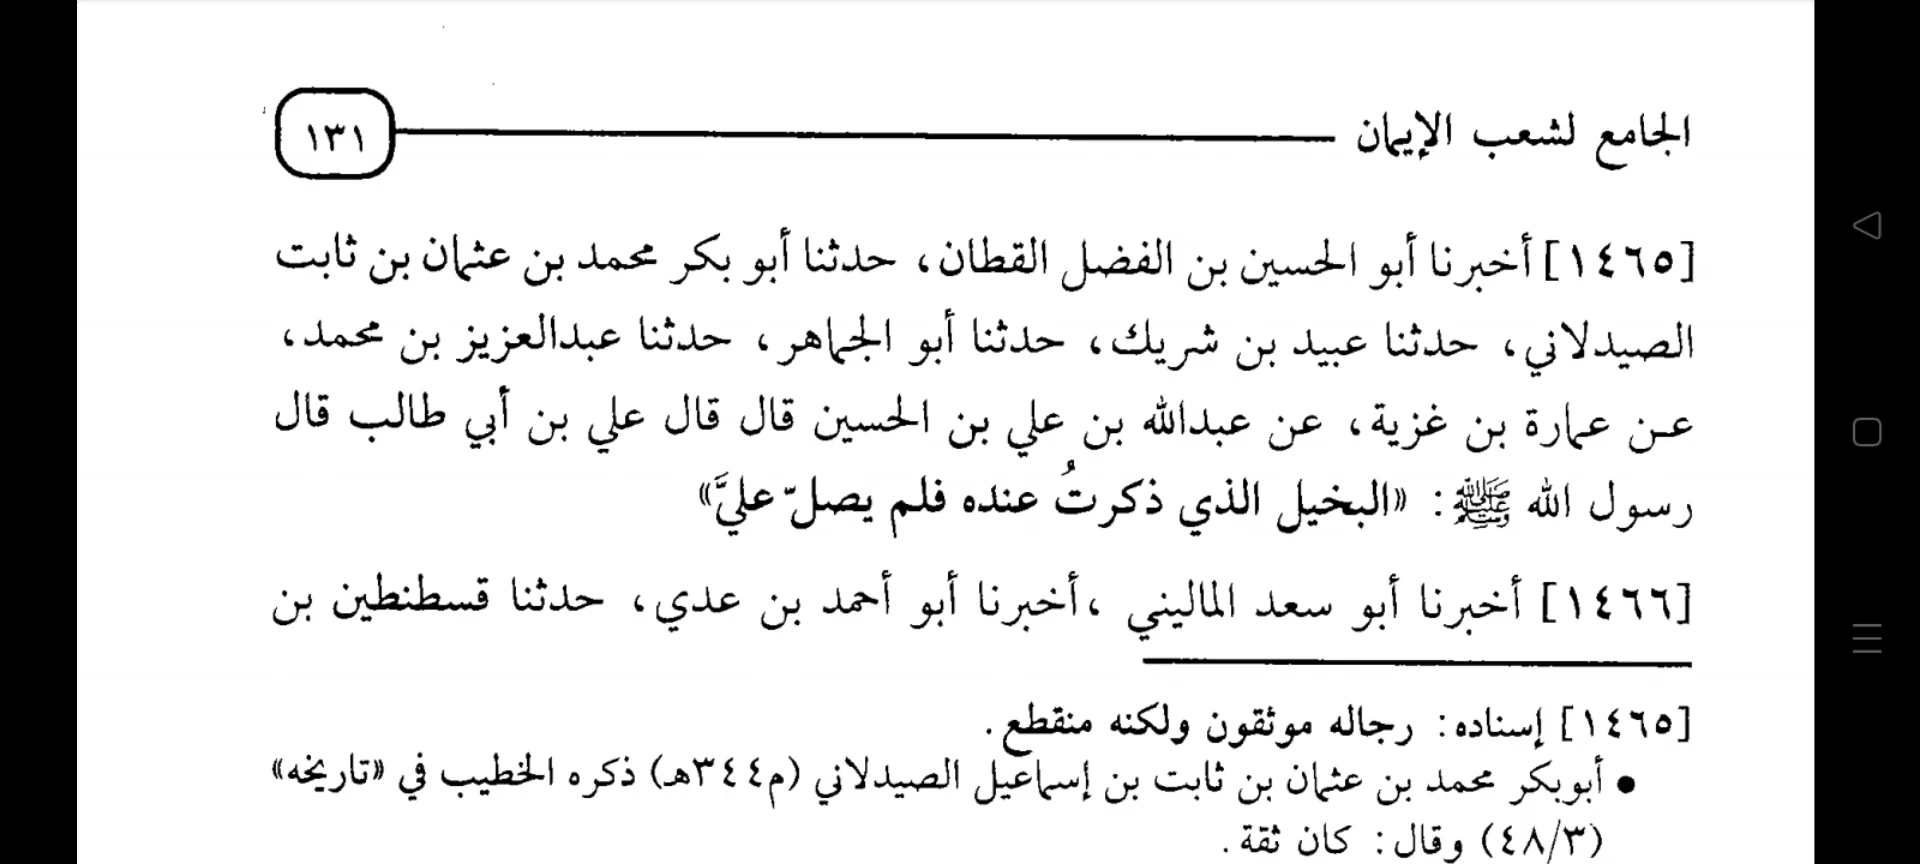 الجامع لشعب الإيمان ١٣١
[١٤٦٥] أخبرنا أبو الحسين بن الفضل القطان، حدثنا أبو بكر محمد بن عثمان بن ثابت
الصيدلاني، حدثنا عبيد بن شريك، حدثنا أبو الجماهر، حدثنا عبدالعزيز بن محمد،
عن عمارة بن غزية، عن عبدالله بن علي بن الحسين قال قال علي بن أبي طالب قال
رسول الله ﷺ: «البخيل الذي ذكرتُ عنده فلم يصلّ عليَّ»
[١٤٦٦] أخبرنا أبو سعد الماليني ،أخبرنا أبو أحمد بن عدي، حدثنا قسطنطين بن
[١٤٦٥] إسناده: رجاله موثقون ولكنه منقطع.
• أبوبكر محمد بن عثمان بن ثابت بن إسماعيل الصيدلاني (م٣٤٤هـ) ذكره الخطيب في «تاريخه»
(٤٨/٣) وقال: كان ثقة.